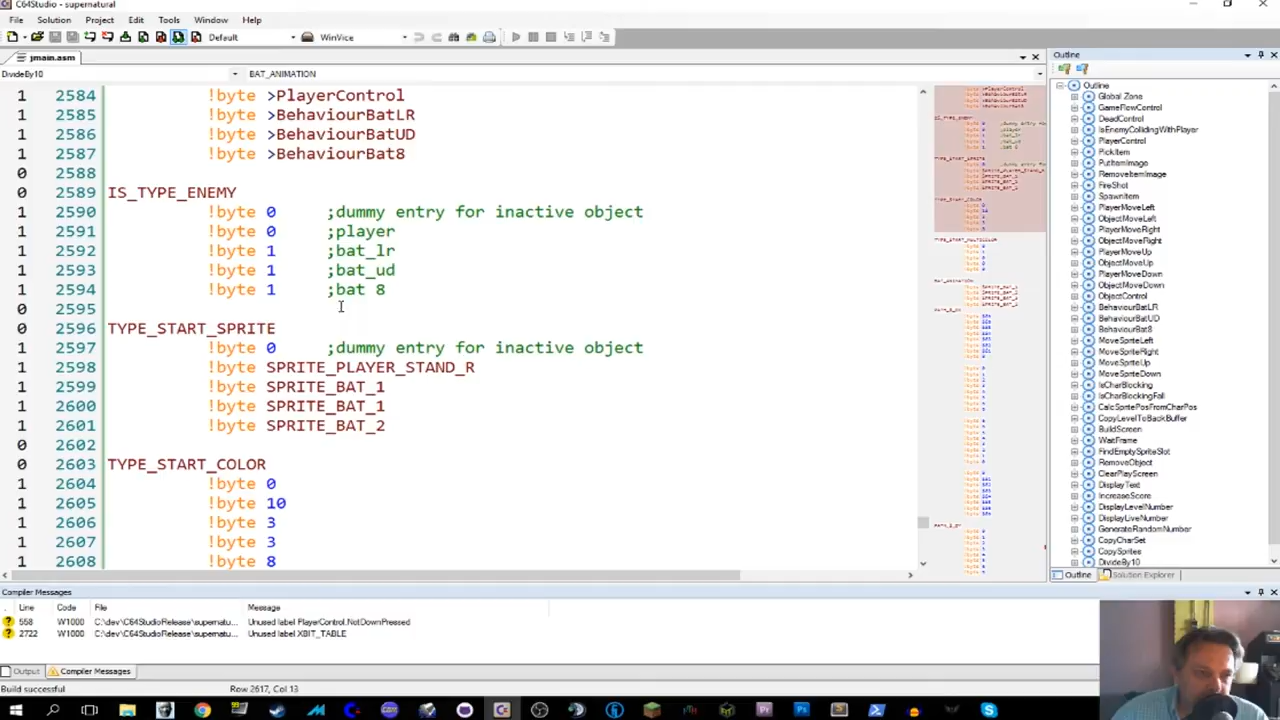 C64Studio - supernatural
File Solution Project Edit Tools Window Help
Default WinVice
jmain.asm
DivideBy10 BAT_ANIMATION
1 2584 !byte >PlayerControl
1 2585 !byte >BehaviourBatLR
1 2586 !byte >BehaviourBatUD
1 2587 !byte >BehaviourBat8
0 2588
0 2589 IS_TYPE_ENEMY
1 2590 !byte 0 ;dummy entry for inactive object
1 2591 !byte 0 ;player
1 2592 !byte 1 ;bat_lr
1 2593 !byte 1 ;bat_ud
1 2594 !byte 1 ;bat 8
0 2595
0 2596 TYPE_START_SPRITE
1 2597 !byte 0 ;dummy entry for inactive object
1 2598 !byte SPRITE_PLAYER_STAND_R
1 2599 !byte SPRITE_BAT_1
1 2600 !byte SPRITE_BAT_1
1 2601 !byte SPRITE_BAT_2
0 2602
0 2603 TYPE_START_COLOR
1 2604 !byte 0
1 2605 !byte 10
1 2606 !byte 3
1 2607 !byte 3
1 2608 !byte 8
Outline
Outline
Global Zone
GameFlowControl
DeadControl
IsEnemyCollidingWithPlayer
PlayerControl
PickItem
PutItemImage
RemoveItemImage
FireShot
SpawnItem
PlayerMoveLeft
ObjectMoveLeft
PlayerMoveRight
ObjectMoveRight
PlayerMoveUp
ObjectMoveUp
PlayerMoveDown
ObjectMoveDown
ObjectControl
BehaviourBatLR
BehaviourBatUD
BehaviourBat8
MoveSpriteLeft
MoveSpriteRight
MoveSpriteUp
MoveSpriteDown
IsCharBlocking
IsCharBlockingFall
CalcSpritePosFromCharPos
CopyLevelToBackBuffer
BuildScreen
WaitFrame
FindEmptySpriteSlot
RemoveObject
ClearPlayScreen
DisplayText
IncreaseScore
DisplayLevelNumber
DisplayLiveNumber
GenerateRandomNumber
CopyCharSet
CopySprites
DivideBy10
Outline Solution Explorer
Compiler Messages
. Line Code File Message
558 W1000 C:\dev\C64StudioRelease\supernatu... Unused label PlayerControl.NotDownPressed
2722 W1000 C:\dev\C64StudioRelease\supernatu... Unused label XBIT_TABLE
Output Compiler Messages
Build successful Row 2617, Col 13